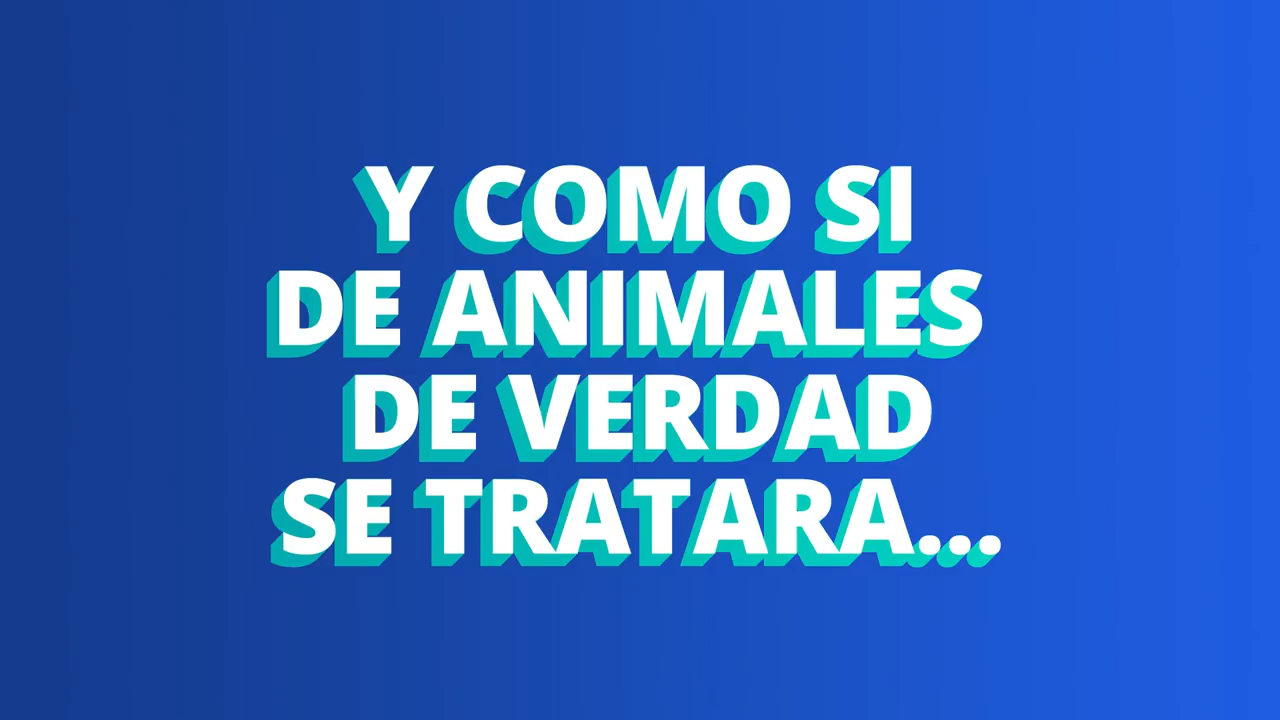 Y COMO SI
DE ANIMALES
DE VERDAD
SE TRATARA...